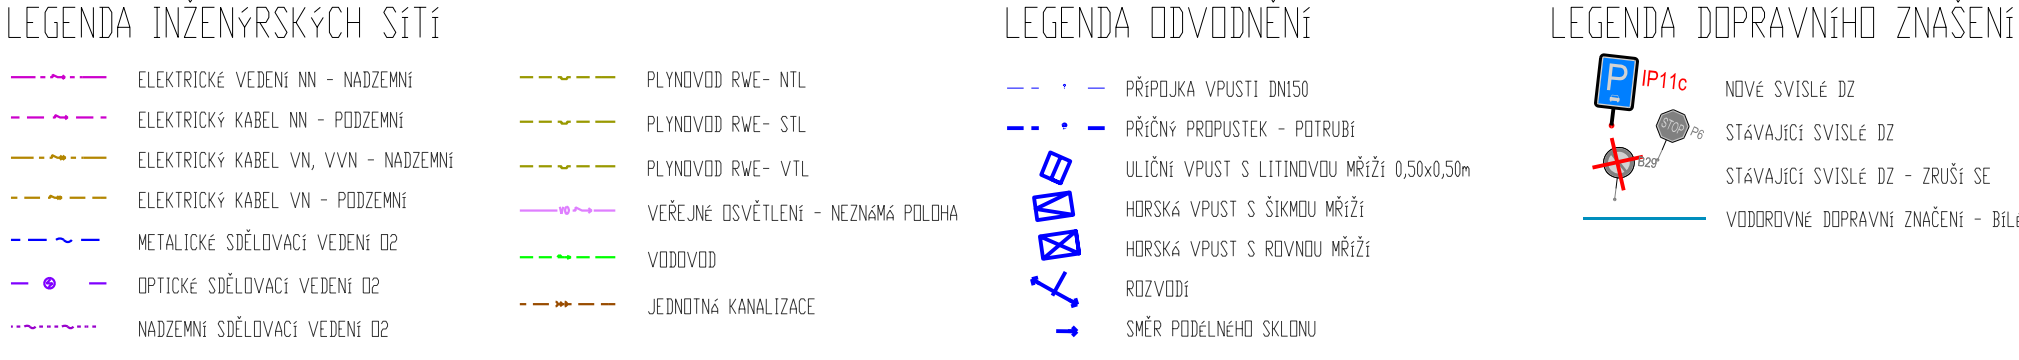 LEGENDA INŽENÝRSKÝCH SÍTÍ
ELEKTRICKÉ VEDENÍ NN - NADZEMNÍ
ELEKTRICKÝ KABEL NN - PODZEMNÍ
ELEKTRICKÝ KABEL VN, VVN - NADZEMNÍ
ELEKTRICKÝ KABEL VN - PODZEMNÍ
METALICKÉ SDĚLOVACÍ VEDENÍ O2
OPTICKÉ SDĚLOVACÍ VEDENÍ O2
NADZEMNÍ SDĚLOVACÍ VEDENÍ O2
PLYNOVOD RWE- NTL
PLYNOVOD RWE- STL
PLYNOVOD RWE- VTL
VO
VEŘEJNÉ OSVĚTLENÍ - NEZNÁMÁ POLOHA
VODOVOD
JEDNOTNÁ KANALIZACE
LEGENDA ODVODNĚNÍ
PŘÍPOJKA VPUSTI DN150
PŘÍČNÝ PROPUSTEK - POTRUBÍ
ULIČNÍ VPUST S LITINOVOU MŘÍŽÍ 0,50x0,50m
HORSKÁ VPUST S ŠIKMOU MŘÍŽÍ
HORSKÁ VPUST S ROVNOU MŘÍŽÍ
ROZVODÍ
SMĚR PODÉLNÉHO SKLONU
LEGENDA DOPRAVNÍHO ZNAŠENÍ
P
IP11c
NOVÉ SVISLÉ DZ
STOP
P6
STÁVAJÍCÍ SVISLÉ DZ
B29
STÁVAJÍCÍ SVISLÉ DZ - ZRUŠÍ SE
VODOROVNÉ DOPRAVNÍ ZNAČENÍ - BÍLÉ